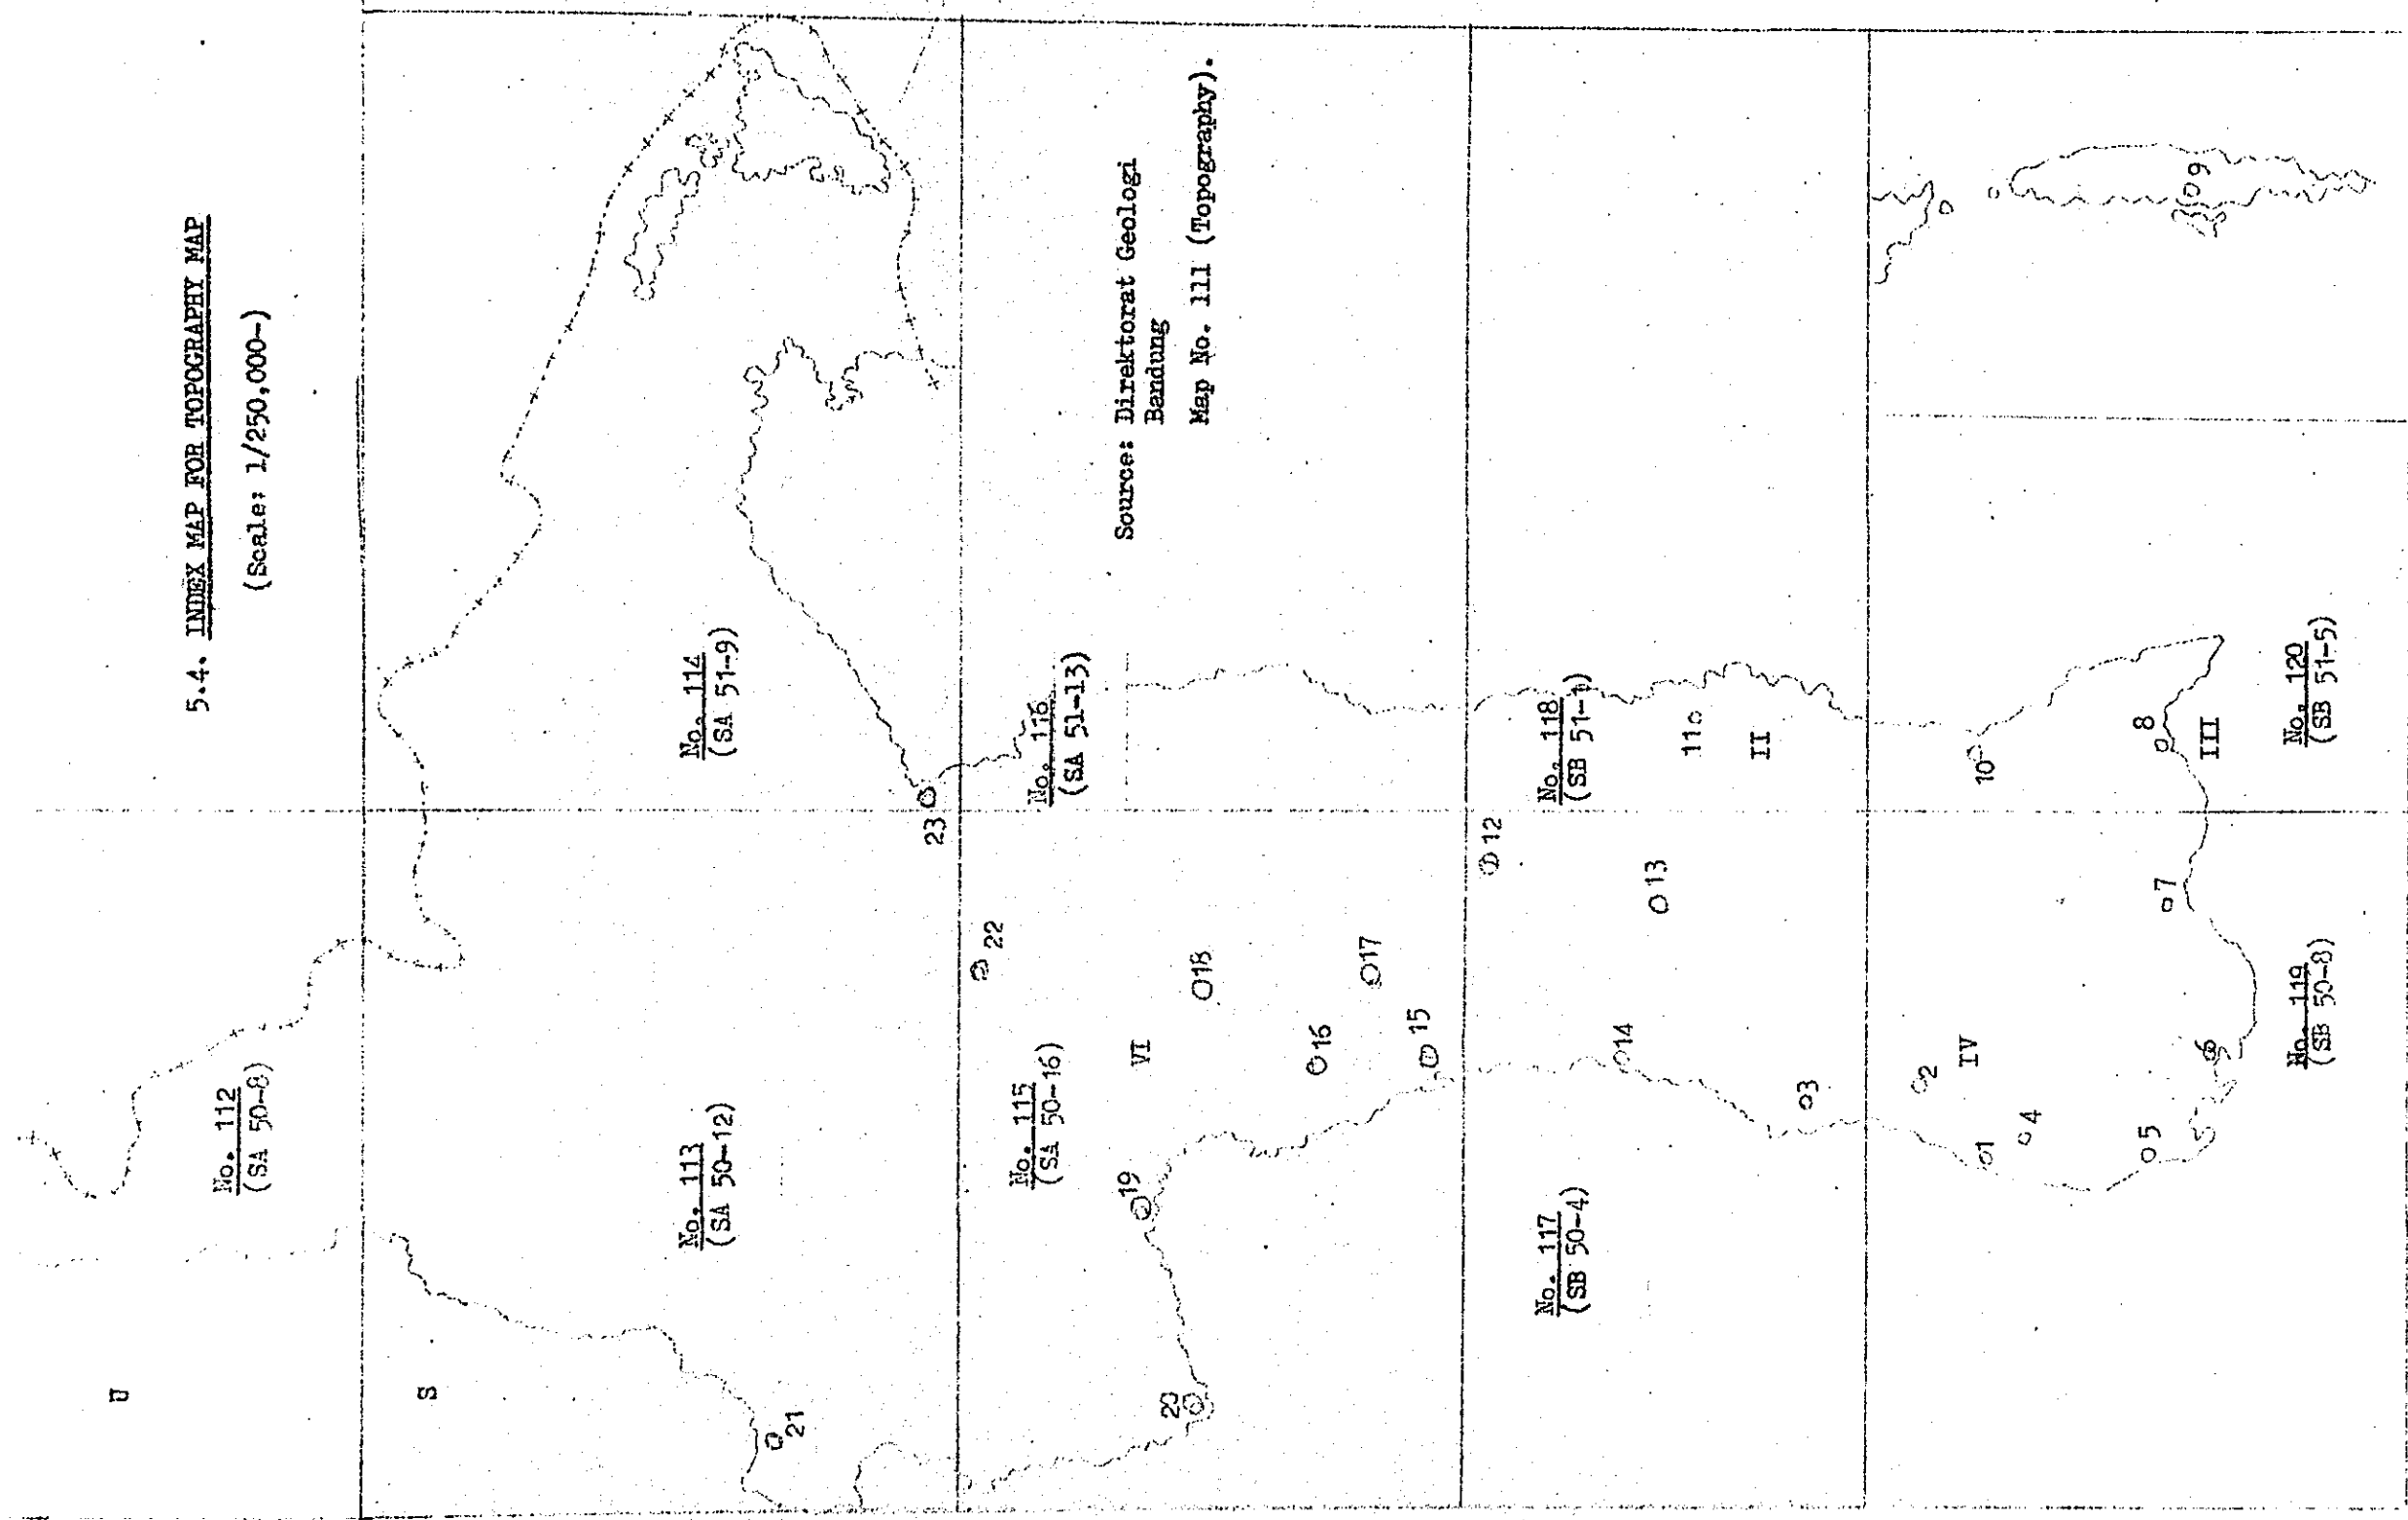 5.4. INDEX MAP FOR TOPOGRAPHY MAP
(Scale: 1/250,000-)
U
S
No. 112
(SA 50-8)
No. 113
(SA 50-12)
21
No. 114
(SA 51-9)
23
No. 115
(SA 50-16)
VI
22
18
16
17
15
19
20
No. 116
(SA 51-13)
Source: Direktorat Geologi
Bandung
Map No. 111 (Topography).
No. 117
(SB 50-4)
14
3
13
12
No. 118
(SB 51-1)
11
II
2
IV
1
4
5
6
7
No. 119
(SB 50-8)
10
8
III
No. 120
(SB 51-5)
9